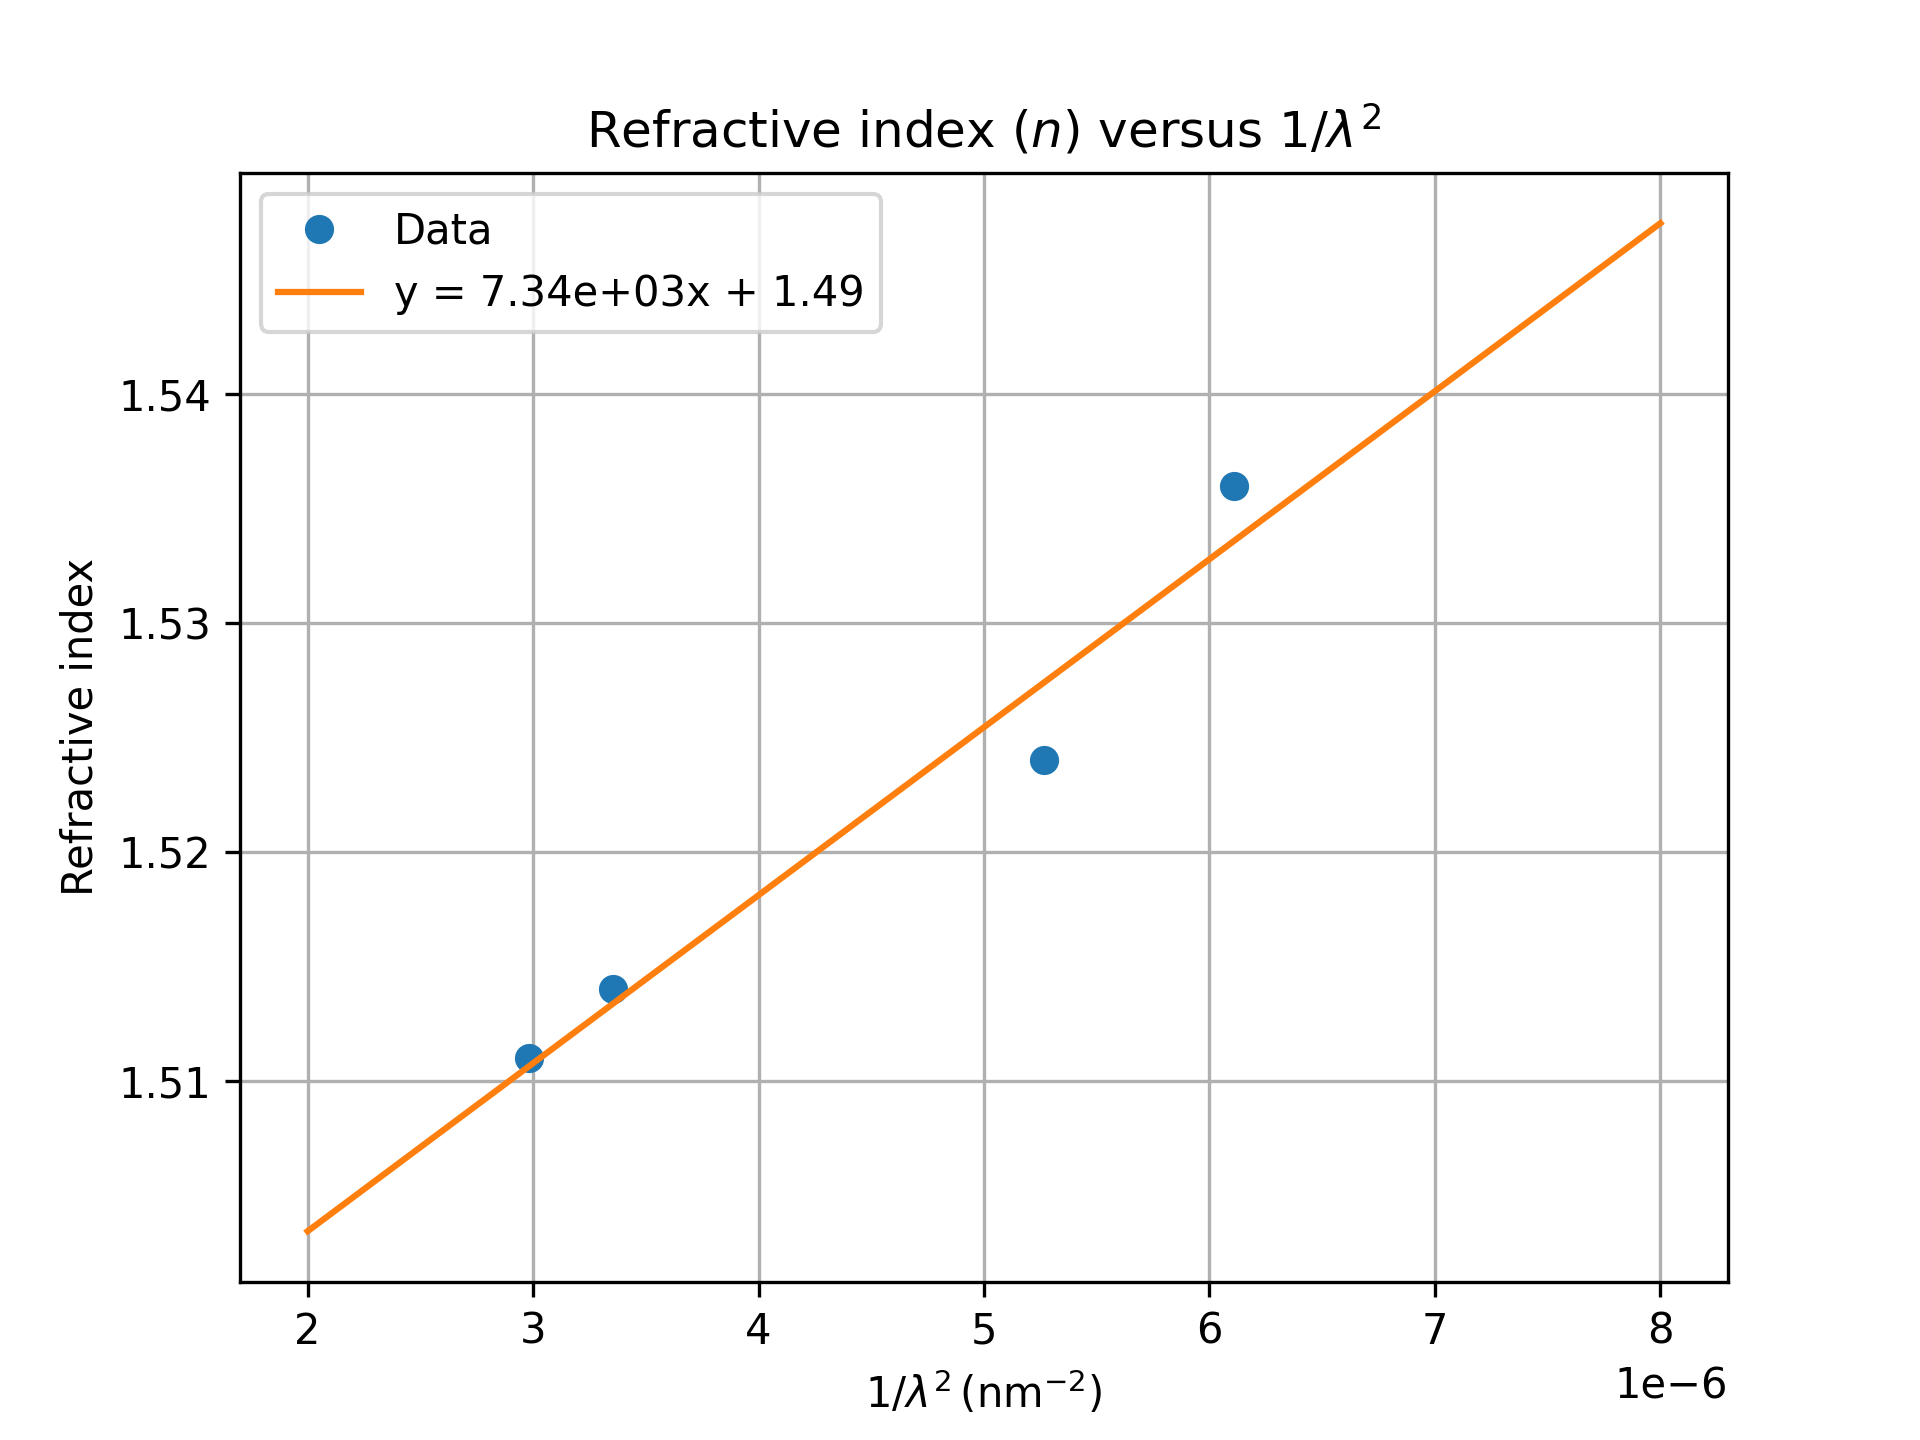 Refractive index (n) versus 1/λ²
Data
y = 7.34e+03x + 1.49
1.54
1.53
1.52
1.51
Refractive index
2 3 4 5 6 7 8
1e−6
1/λ² (nm⁻²)